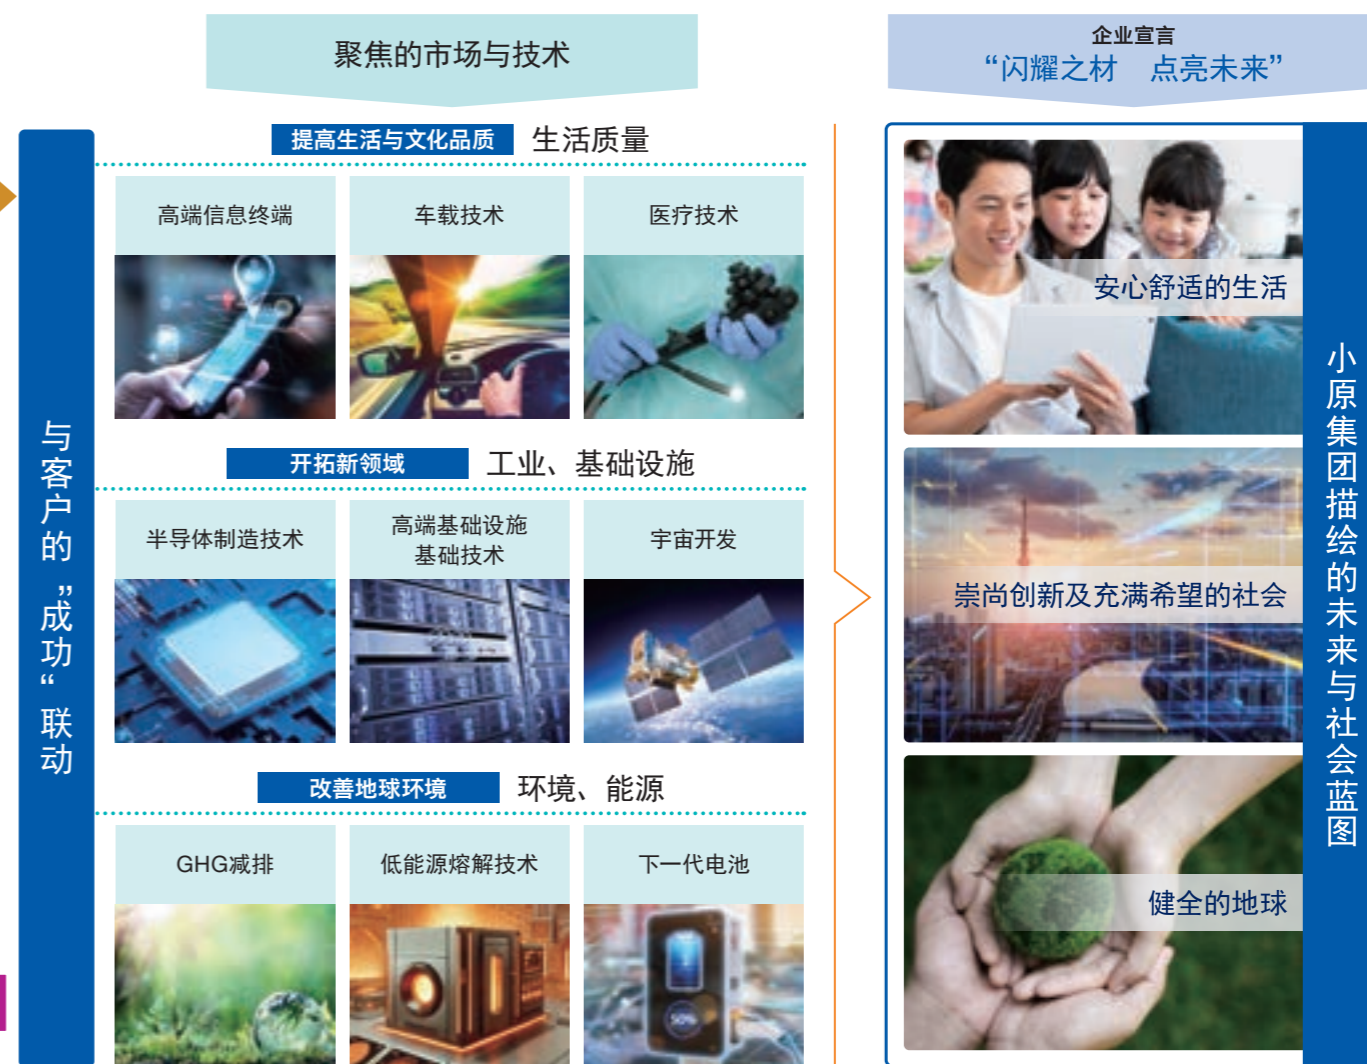 聚焦的市场与技术
企业宣言
“闪耀之材　点亮未来”
与客户的”成功“联动
提高生活与文化品质 生活质量
高端信息终端
车载技术
医疗技术
开拓新领域 工业、基础设施
半导体制造技术
高端基础设施
基础技术
宇宙开发
改善地球环境 环境、能源
GHG减排
低能源熔解技术
下一代电池
50%
安心舒适的生活
崇尚创新及充满希望的社会
健全的地球
小原集团描绘的未来与社会蓝图